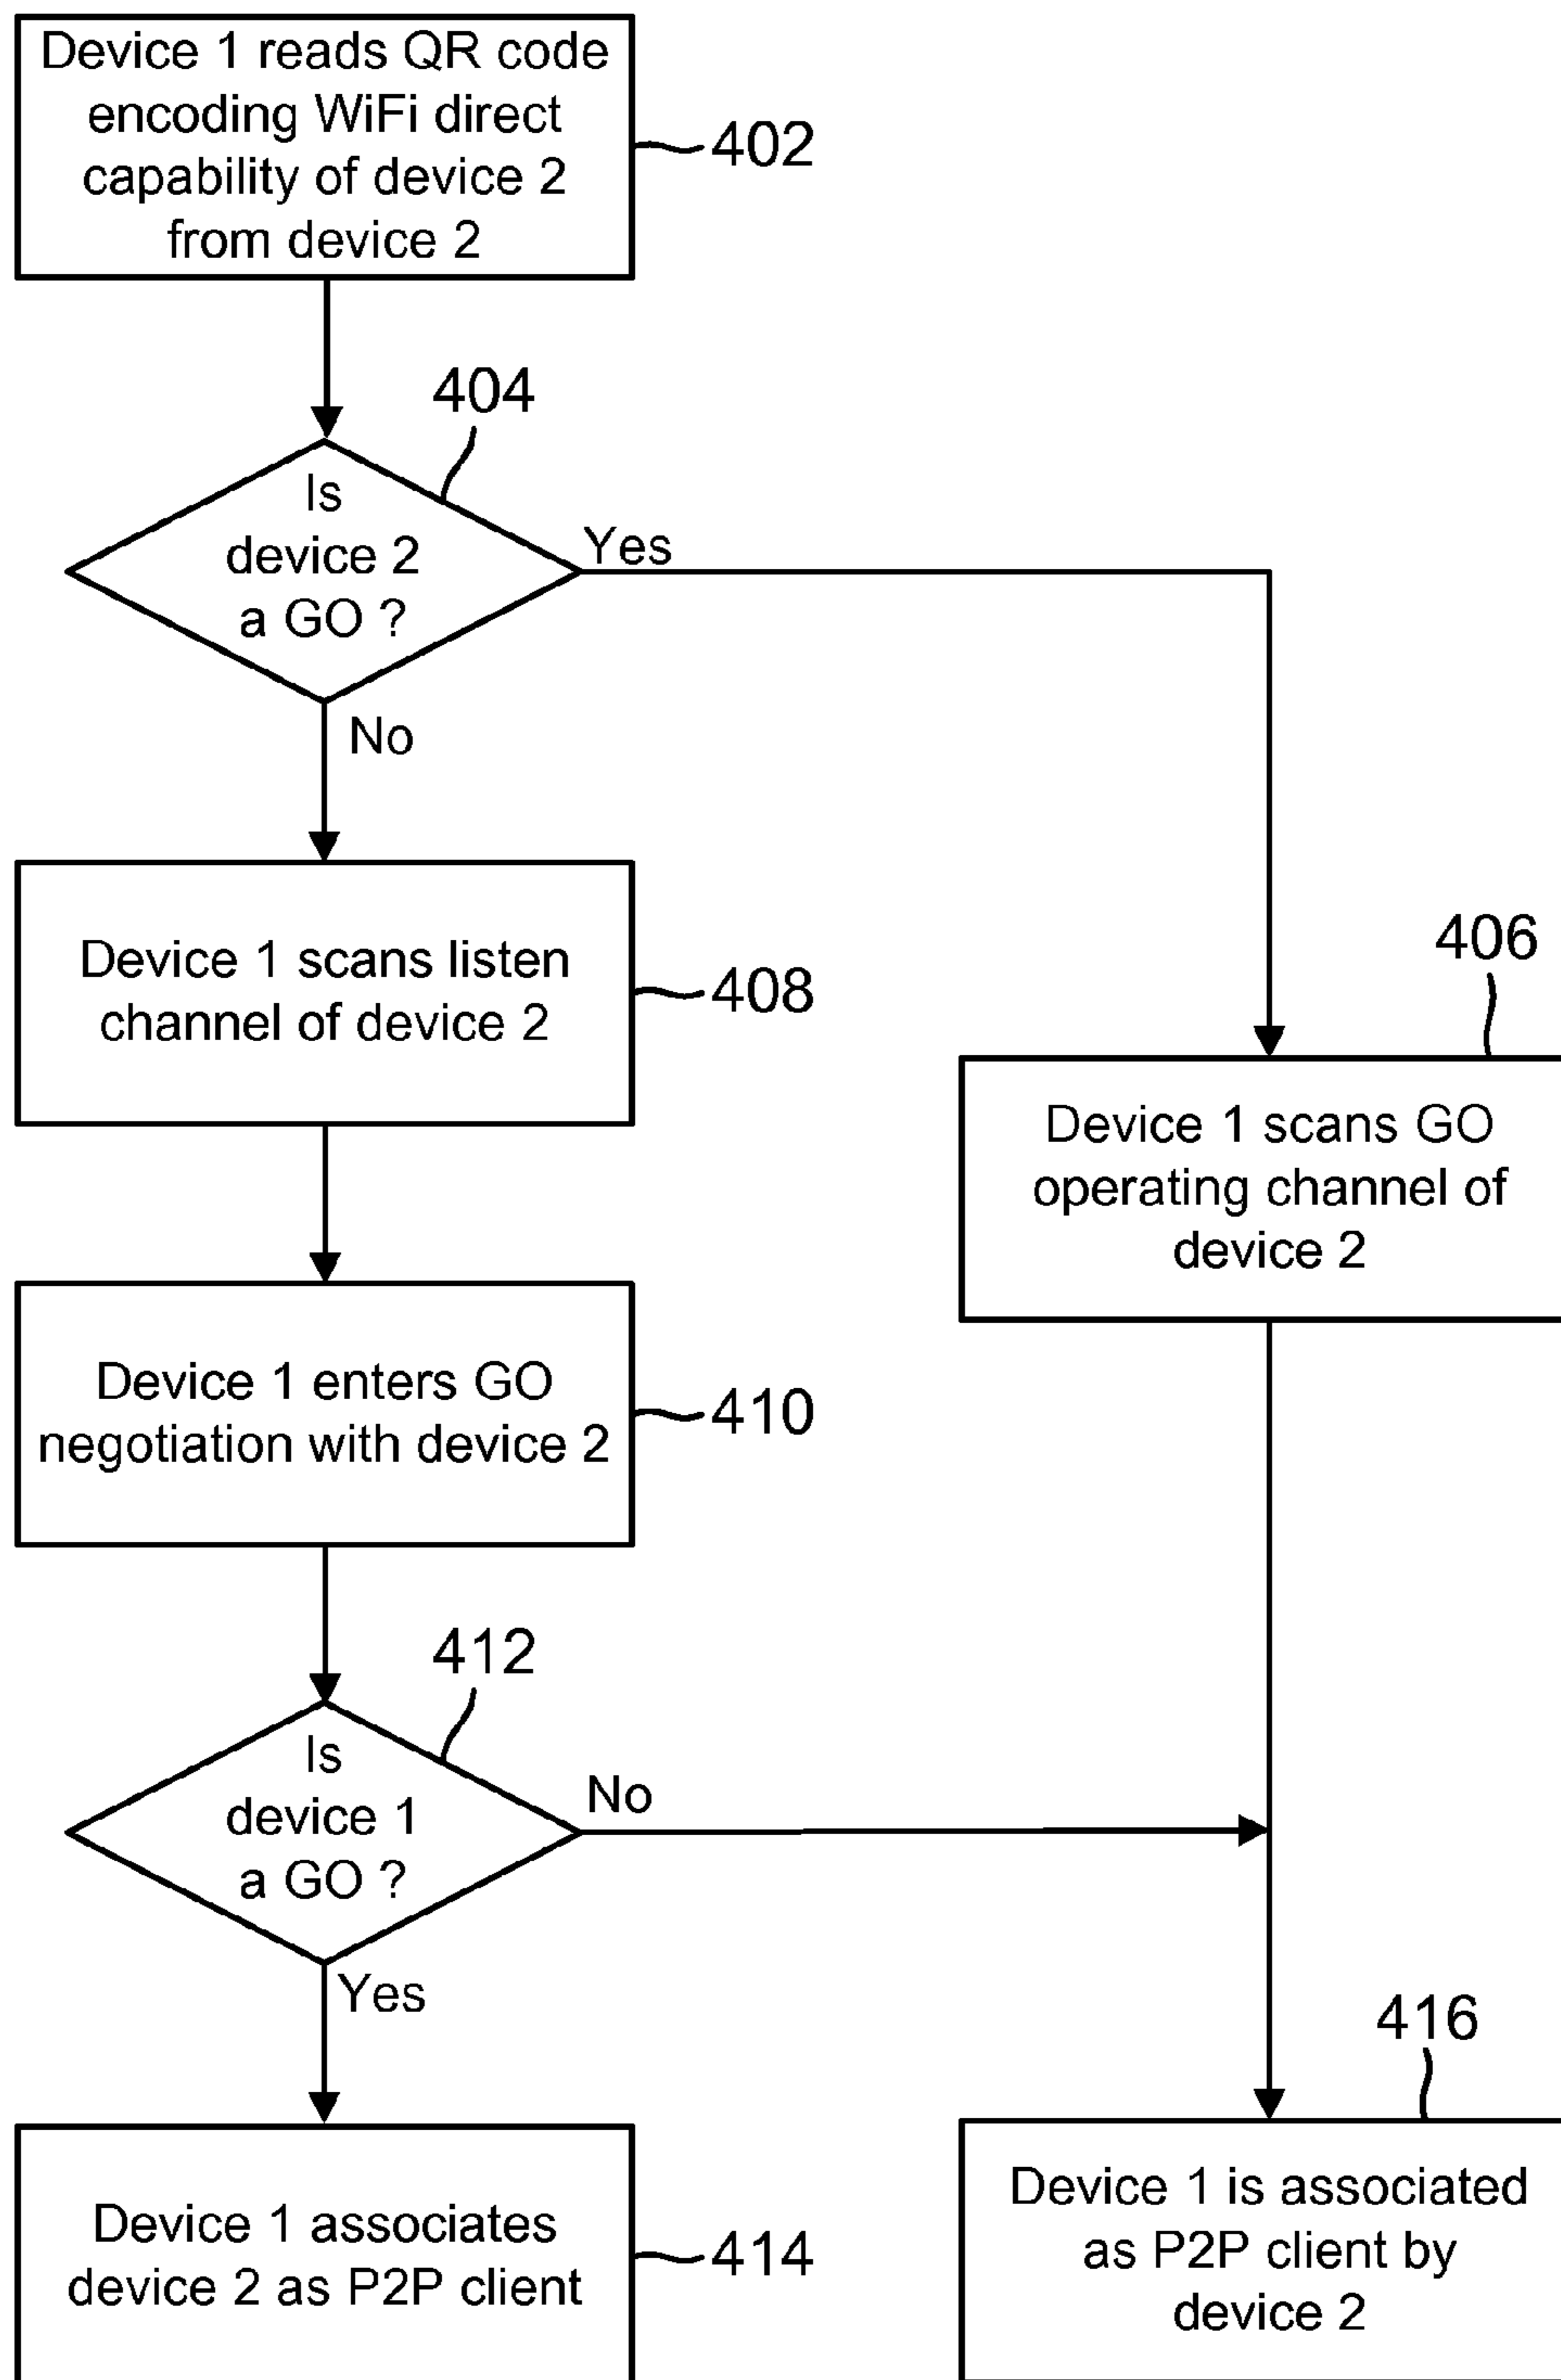 Device 1 reads QR code
encoding WiFi direct
capability of device 2
from device 2
402
404
Is
device 2
a GO ?
Yes
No
Device 1 scans listen
channel of device 2
408
406
Device 1 scans GO
operating channel of
device 2
Device 1 enters GO
negotiation with device 2
410
412
Is
device 1
a GO ?
No
Yes
416
Device 1 associates
device 2 as P2P client
414
Device 1 is associated
as P2P client by
device 2